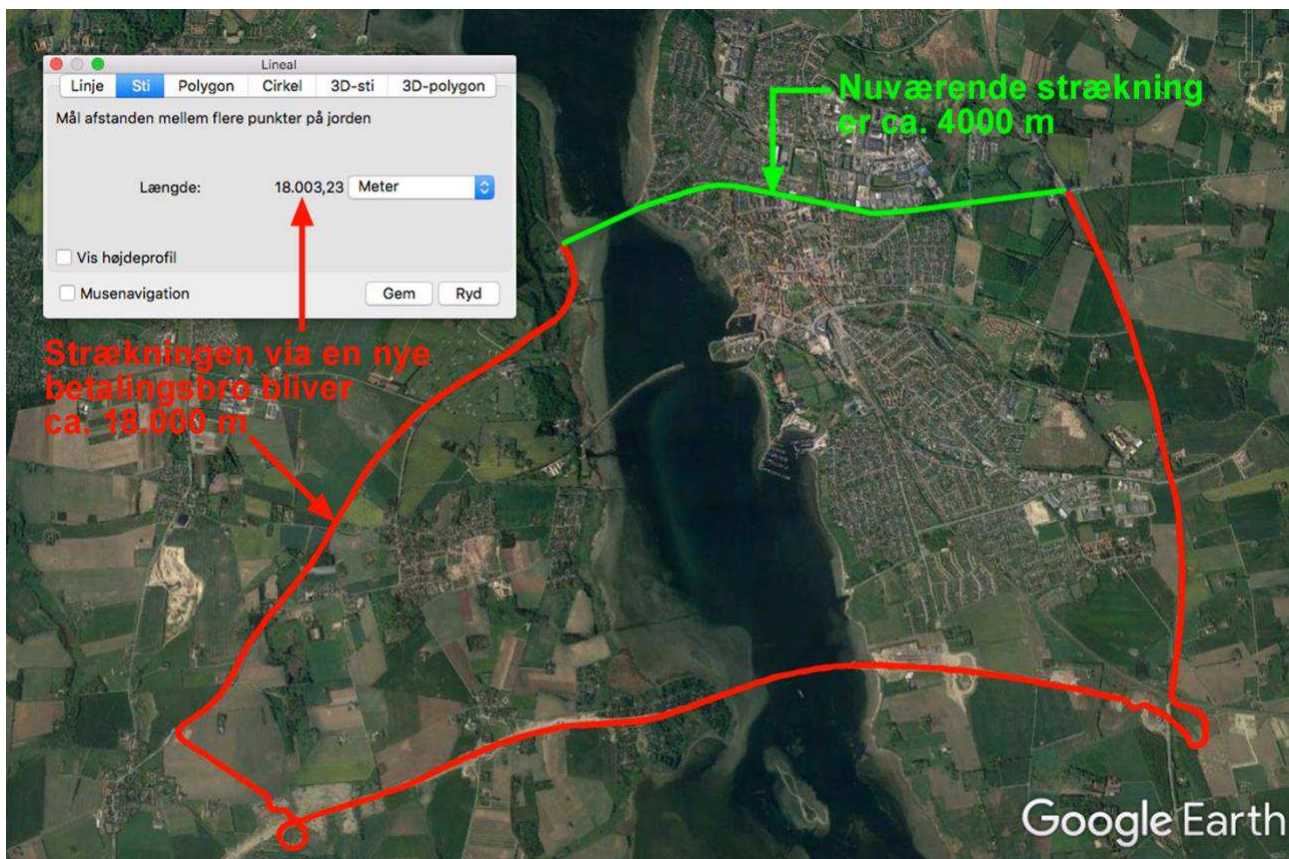 Lineal
Linje Sti Polygon Cirkel 3D-sti 3D-polygon
Mål afstanden mellem flere punkter på jorden
Længde: 18.003,23 Meter
Vis højdeprofil
Musenavigation Gem Ryd
Nuværende strækning
er ca. 4000 m
Strækningen via en nye
betalingsbro bliver
ca. 18.000 m
Google Earth